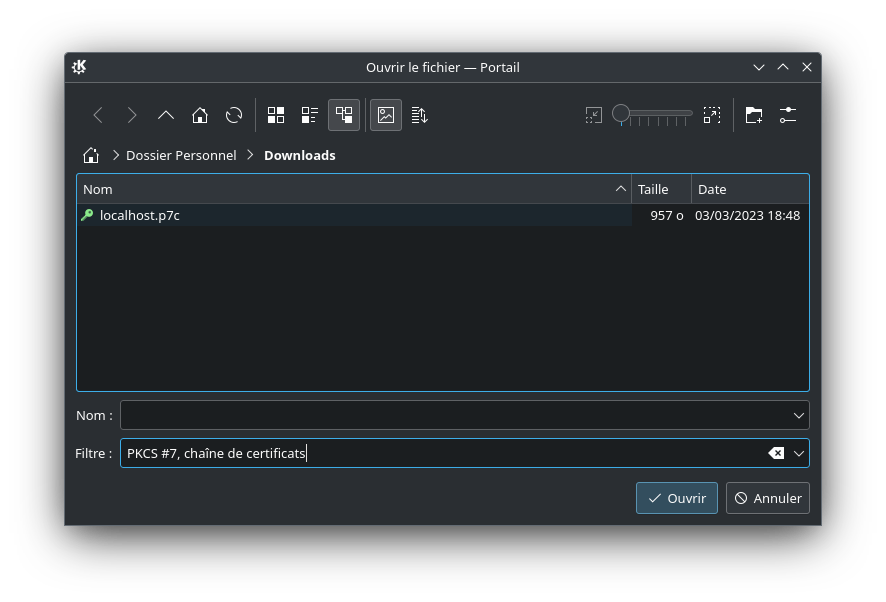 Ouvrir le fichier — Portail
Dossier Personnel Downloads
Nom Taille Date
localhost.p7c 957 o 03/03/2023 18:48
Nom :
Filtre : PKCS #7, chaîne de certificats
Ouvrir Annuler